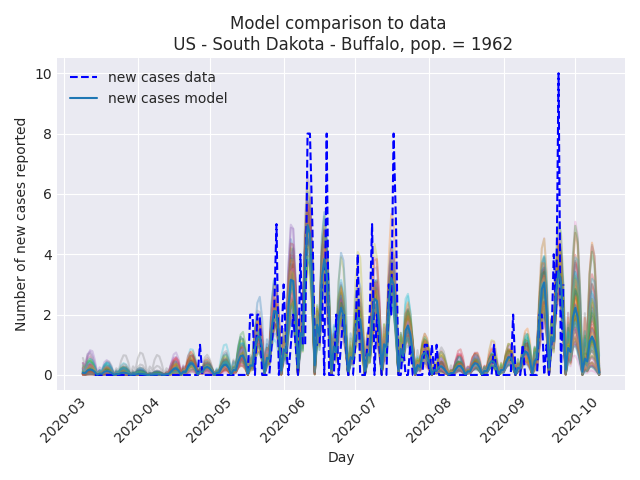 Model comparison to data
US - South Dakota - Buffalo, pop. = 1962
new cases data
new cases model
Number of new cases reported
10
8
6
4
2
0
2020-03
2020-04
2020-05
2020-06
2020-07
2020-08
2020-09
2020-10
Day